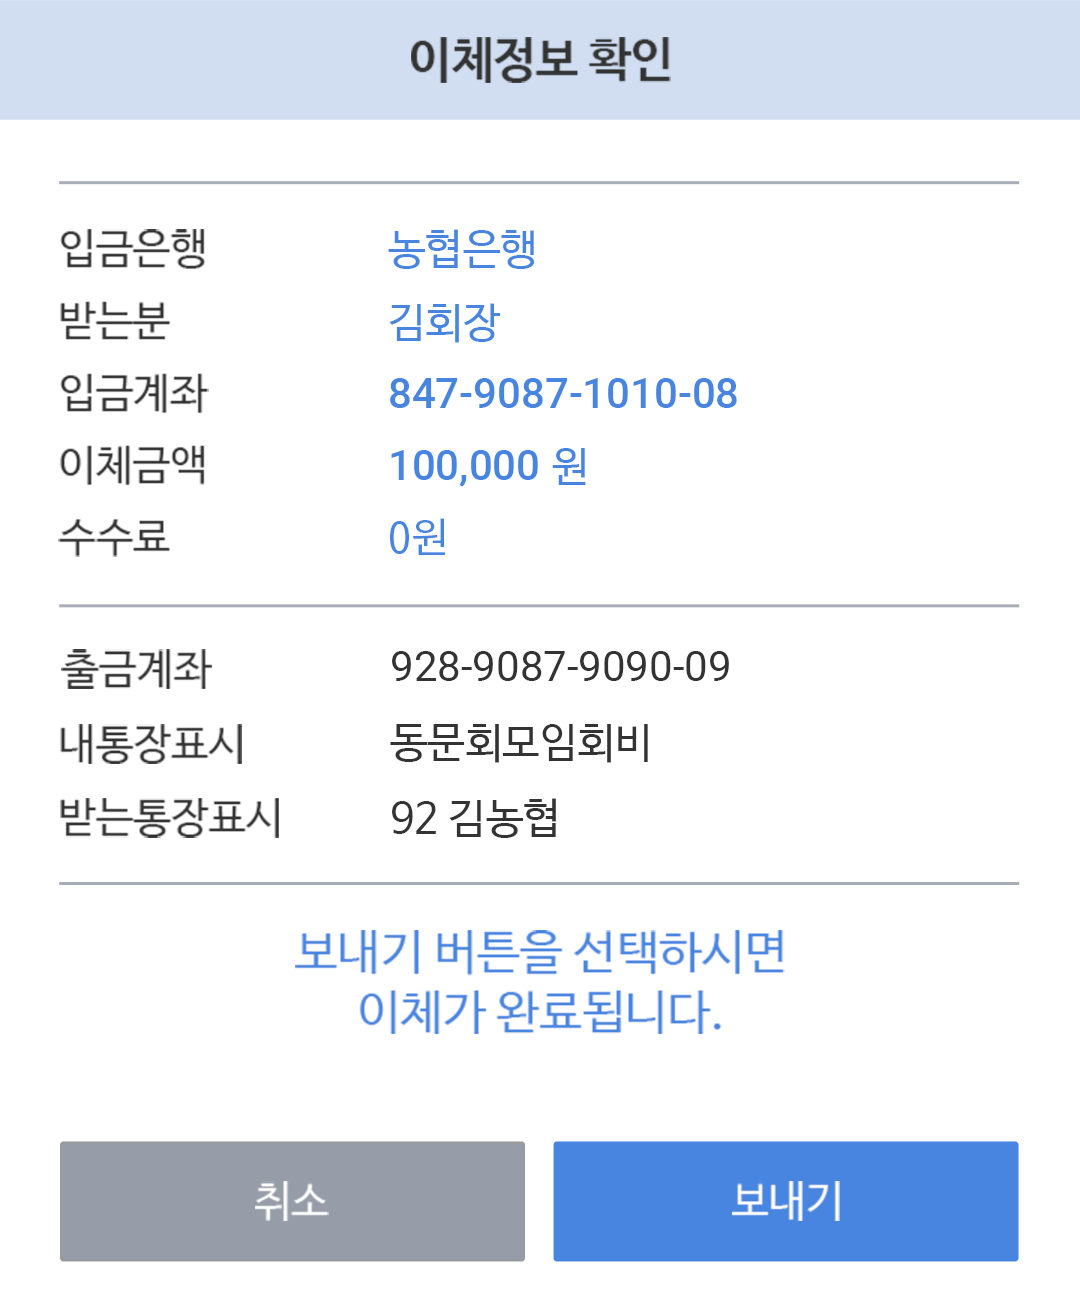 이체정보 확인
입금은행 농협은행
받는분 김회장
입금계좌 847-9087-1010-08
이체금액 100,000 원
수수료 0원
출금계좌 928-9087-9090-09
내통장표시 동문회모임회비
받는통장표시 92 김농협
보내기 버튼을 선택하시면
이체가 완료됩니다.
취소 보내기